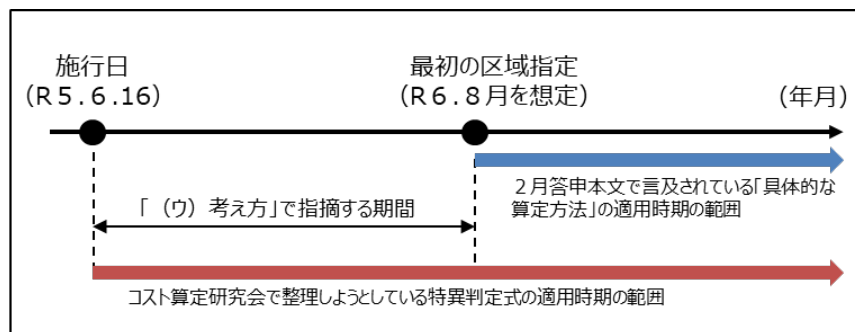 施行日
（R５.６.16）
最初の区域指定
（R６.８月を想定）
（年月）
２月答申本文で言及されている「具体的な
算定方法」の適用時期の範囲
「（ウ）考え方」で指摘する期間
コスト算定研究会で整理しようとしている特異判定式の適用時期の範囲